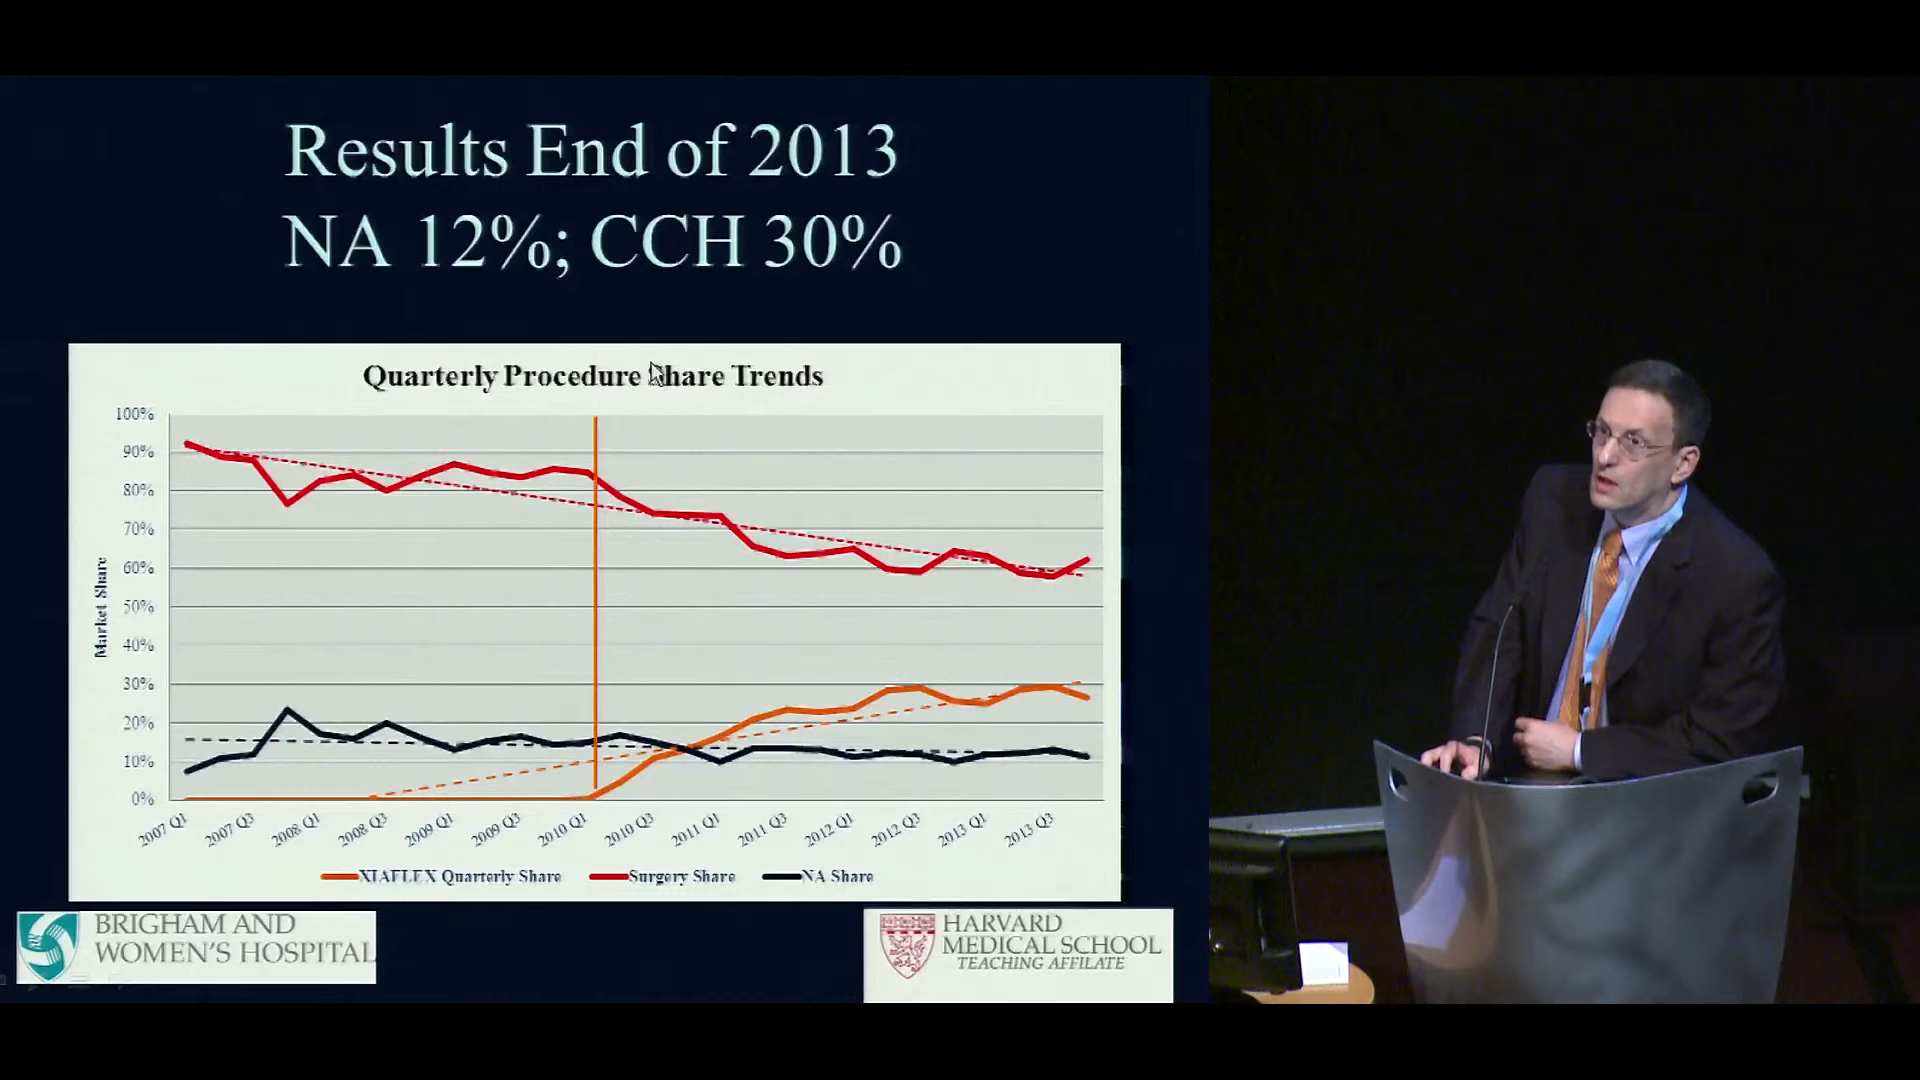 Results End of 2013
NA 12%; CCH 30%
Quarterly Procedure Share Trends
100%
90%
80%
70%
60%
50%
40%
30%
20%
10%
0%
Market Share
2007 Q1
2007 Q3
2008 Q1
2008 Q3
2009 Q1
2009 Q3
2010 Q1
2010 Q3
2011 Q1
2011 Q3
2012 Q1
2012 Q3
2013 Q1
2013 Q3
XIAFLEX Quarterly Share
Surgery Share
NA Share
BRIGHAM AND
WOMEN'S HOSPITAL
HARVARD
MEDICAL SCHOOL
TEACHING AFFILIATE